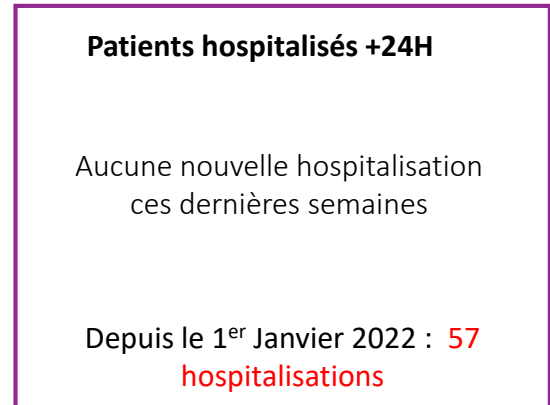 Patients hospitalisés +24H
Aucune nouvelle hospitalisation
ces dernières semaines
Depuis le 1er Janvier 2022 : 57
hospitalisations